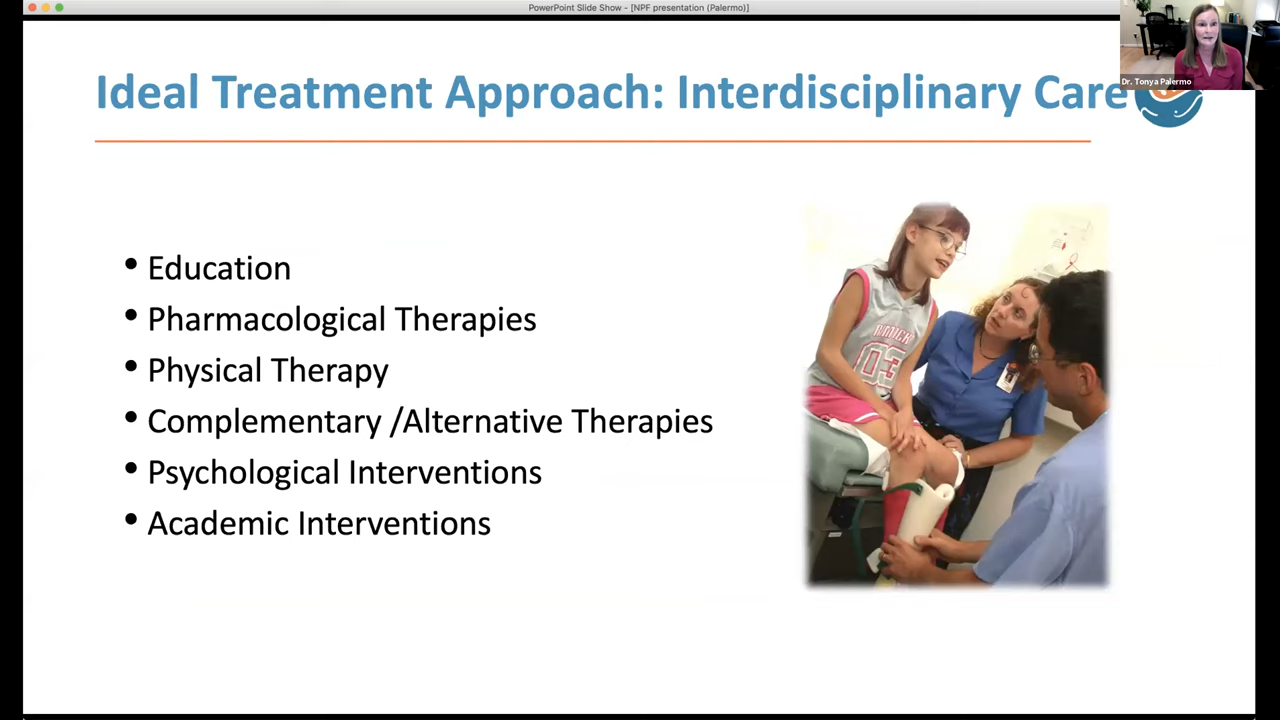 PowerPoint Slide Show - [NPF presentation (Palermo)]
Dr. Tonya Palermo
Ideal Treatment Approach: Interdisciplinary Care
• Education
• Pharmacological Therapies
• Physical Therapy
• Complementary /Alternative Therapies
• Psychological Interventions
• Academic Interventions
03